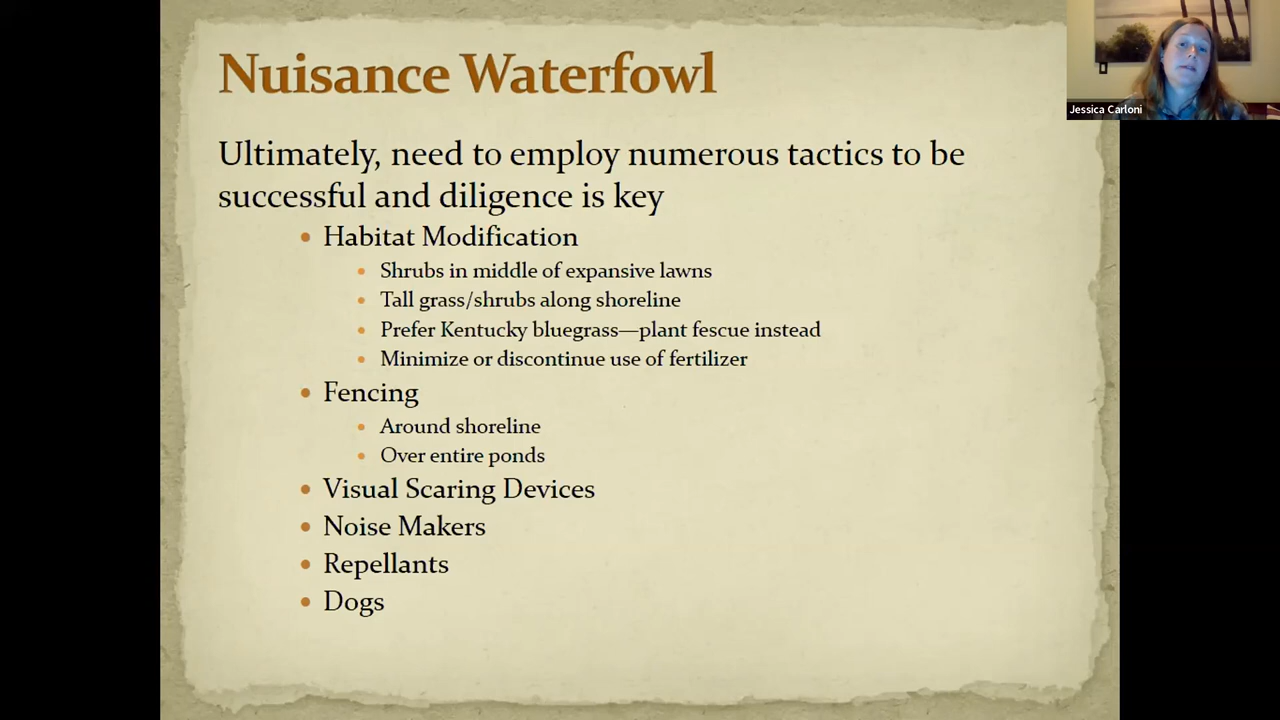 Nuisance Waterfowl
Jessica Carloni
Ultimately, need to employ numerous tactics to be
successful and diligence is key
Habitat Modification
Shrubs in middle of expansive lawns
Tall grass/shrubs along shoreline
Prefer Kentucky bluegrass—plant fescue instead
Minimize or discontinue use of fertilizer
Fencing
Around shoreline
Over entire ponds
Visual Scaring Devices
Noise Makers
Repellants
Dogs